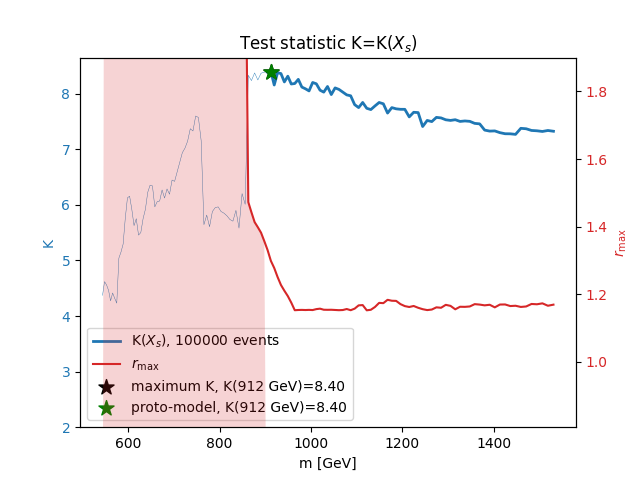 Test statistic K=K(Xₛ)
8
7
6
5
4
3
2
K
1.8
1.6
1.4
1.2
1.0
r_max
K(Xₛ), 100000 events
r_max
maximum K, K(912 GeV)=8.40
proto-model, K(912 GeV)=8.40
600 800 1000 1200 1400
m [GeV]